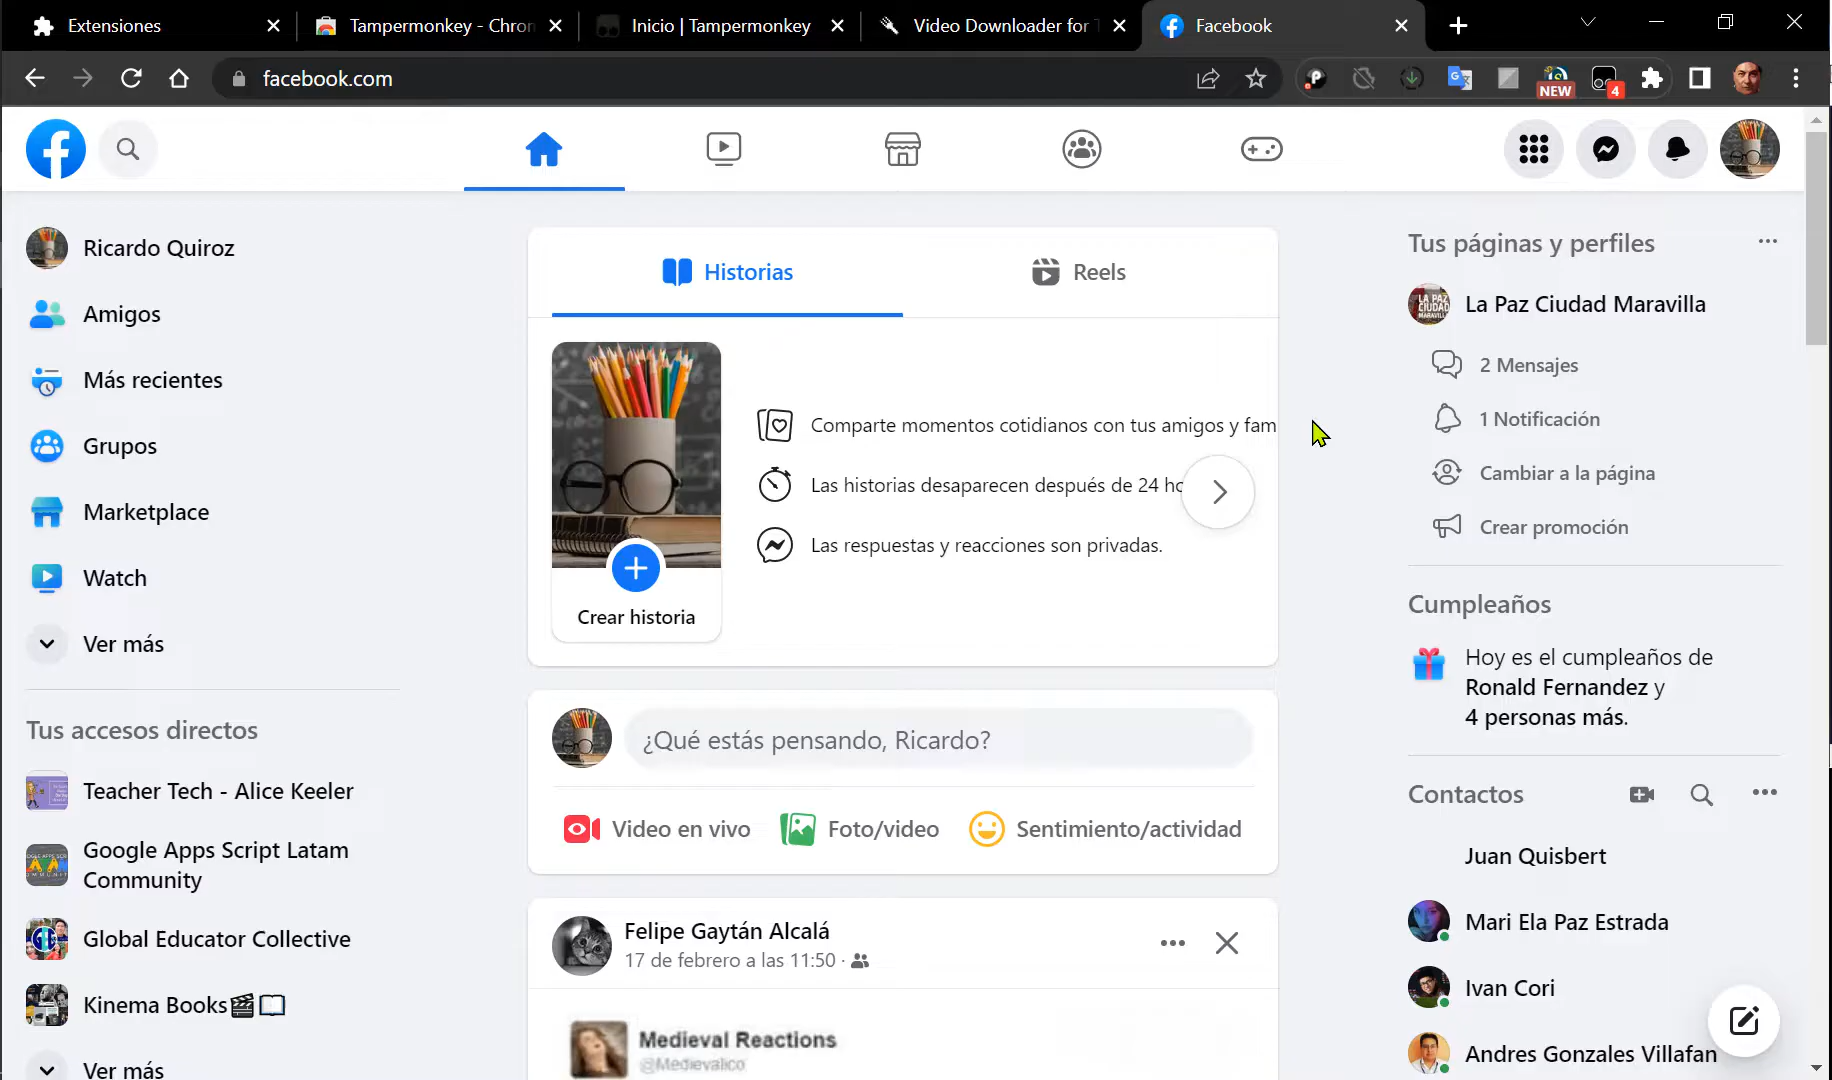 Extensiones
Tampermonkey - Chron
Inicio | Tampermonkey
Video Downloader for T
Facebook
facebook.com
NEW
4
Ricardo Quiroz
Amigos
Más recientes
Grupos
Marketplace
Watch
Ver más
Tus accesos directos
Teacher Tech - Alice Keeler
Google Apps Script Latam
Community
Global Educator Collective
Kinema Books🎬📖
Ver más
Historias
Reels
Comparte momentos cotidianos con tus amigos y fam
Las historias desaparecen después de 24 ho
Las respuestas y reacciones son privadas.
Crear historia
¿Qué estás pensando, Ricardo?
Video en vivo
Foto/video
Sentimiento/actividad
Felipe Gaytán Alcalá
17 de febrero a las 11:50 ·
Medieval Reactions
@Medievalico
Tus páginas y perfiles
LA PAZ
CIUDAD
MARAVILL
La Paz Ciudad Maravilla
2 Mensajes
1 Notificación
Cambiar a la página
Crear promoción
Cumpleaños
Hoy es el cumpleaños de
Ronald Fernandez y
4 personas más.
Contactos
Juan Quisbert
Mari Ela Paz Estrada
Ivan Cori
Andres Gonzales Villafan